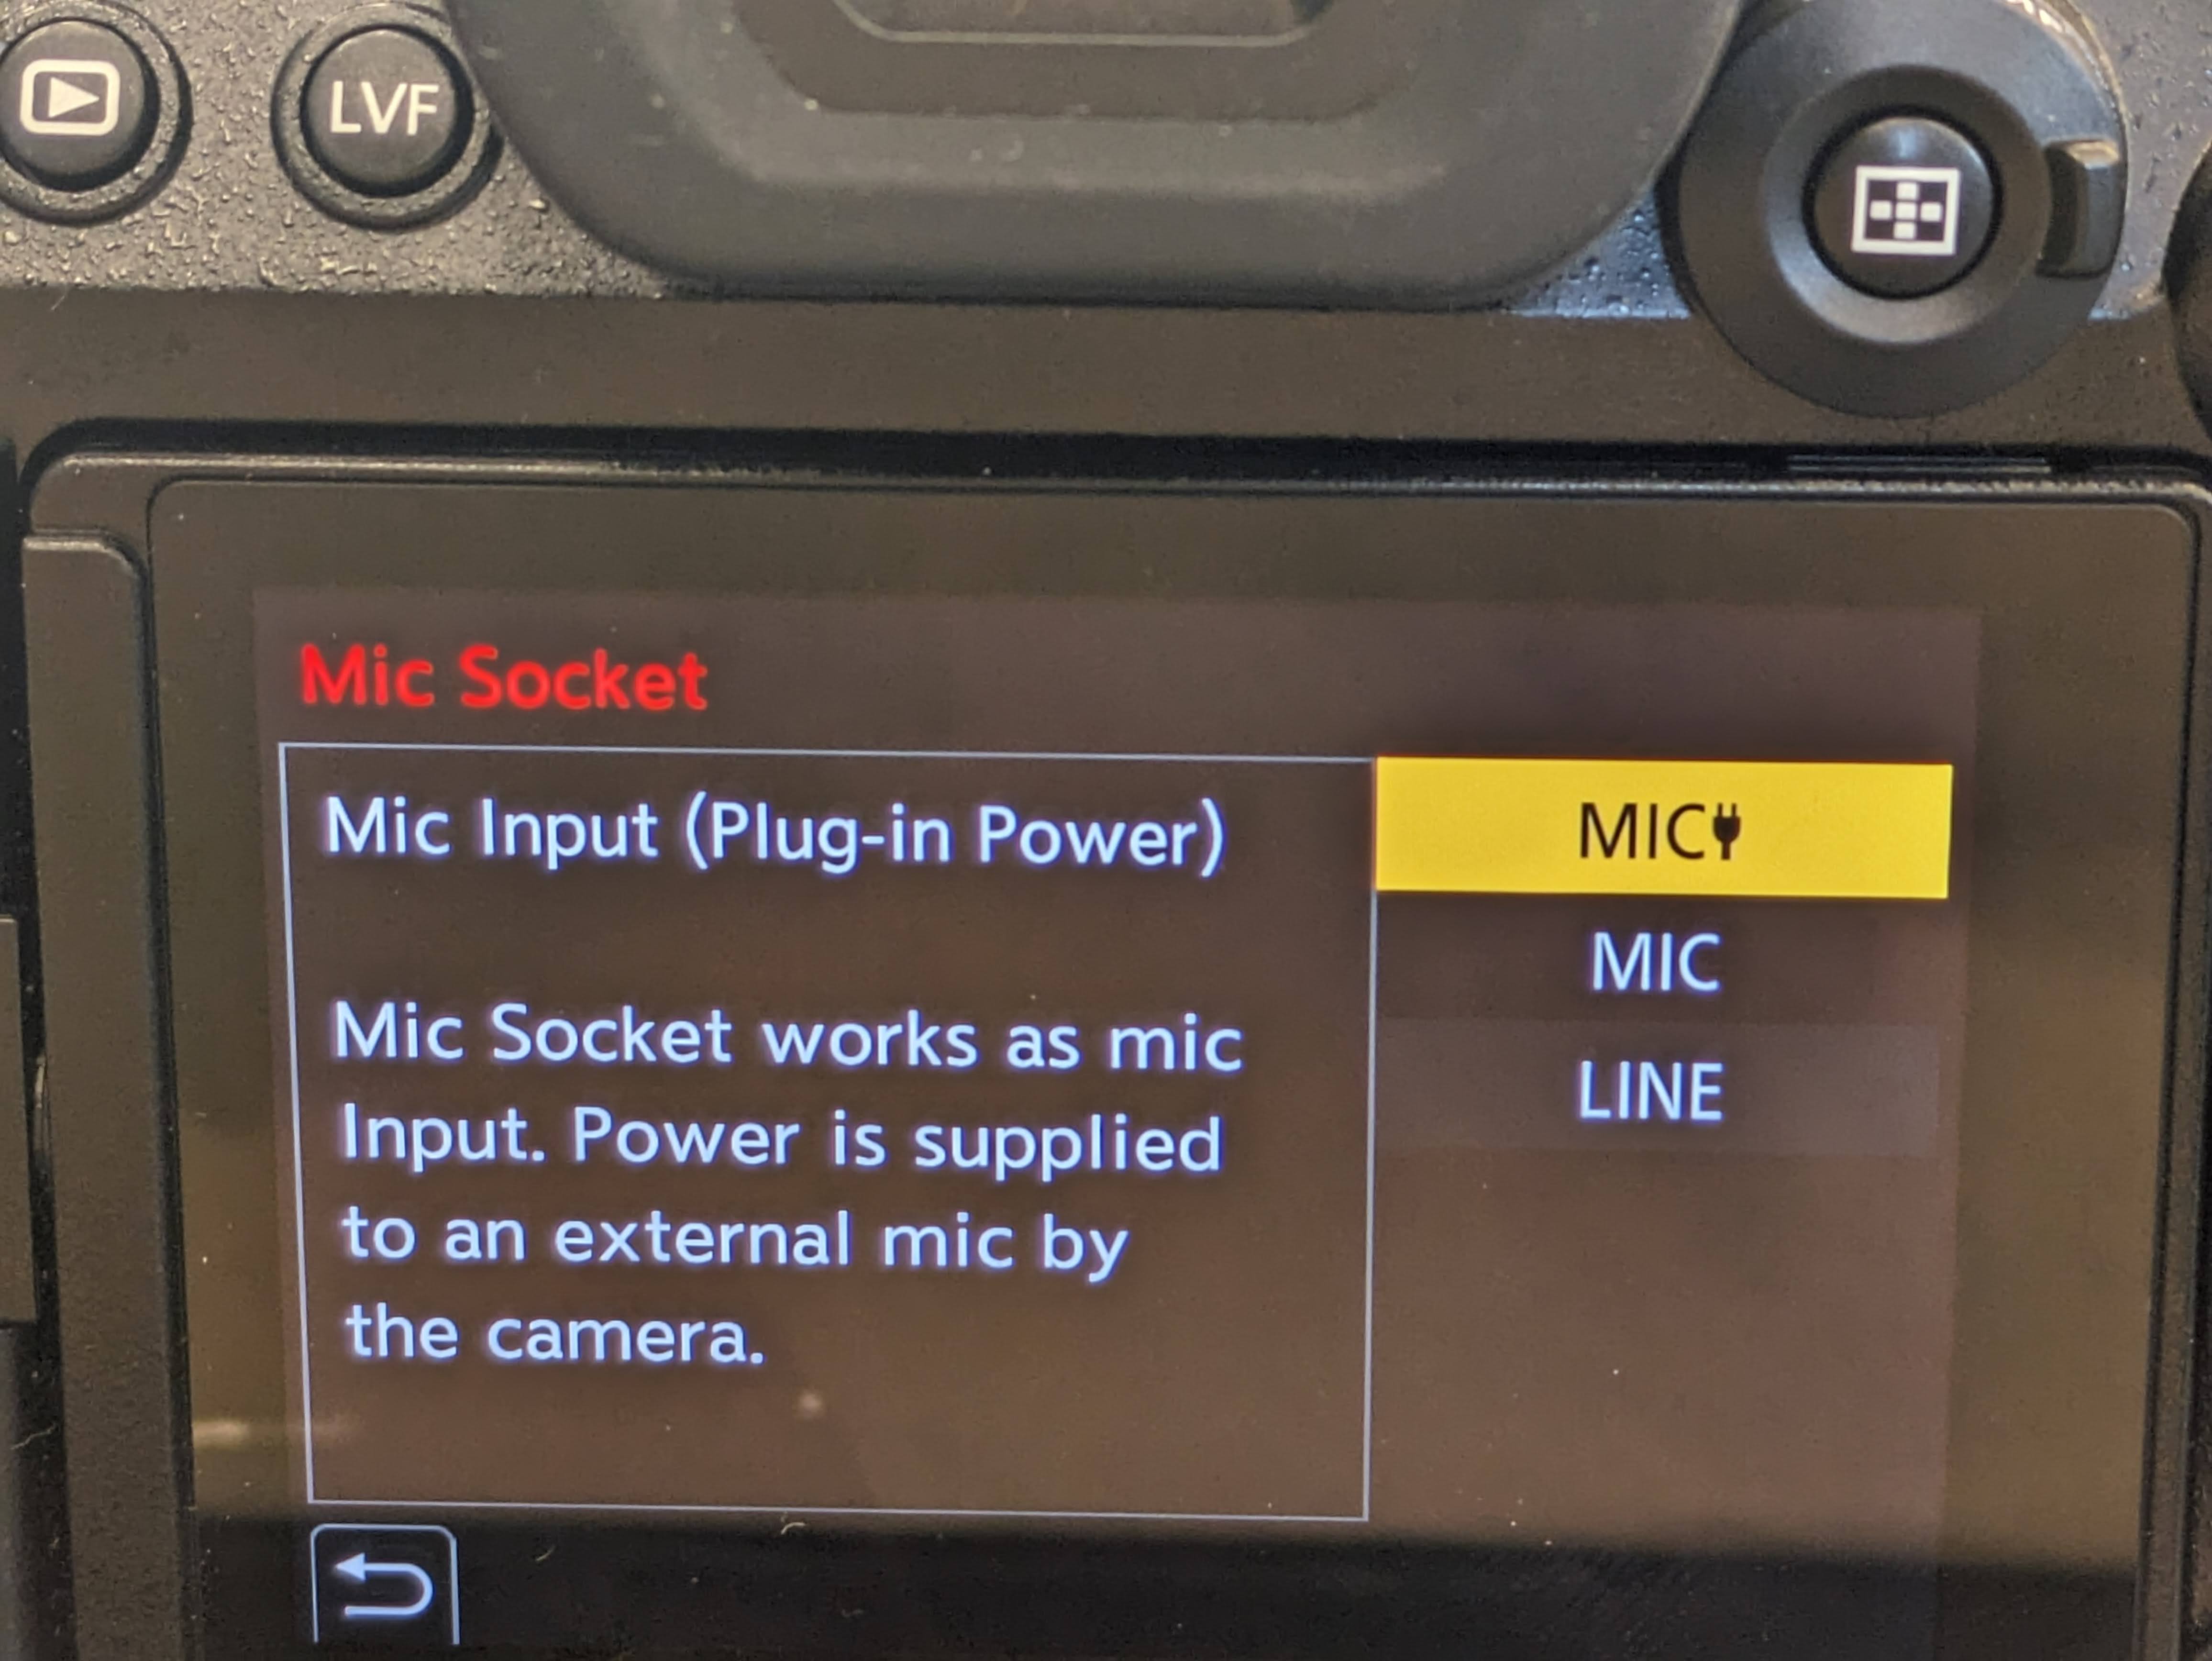 LVF
Mic Socket
Mic Input (Plug-in Power)
Mic Socket works as mic
Input. Power is supplied
to an external mic by
the camera.
MIC
MIC
LINE